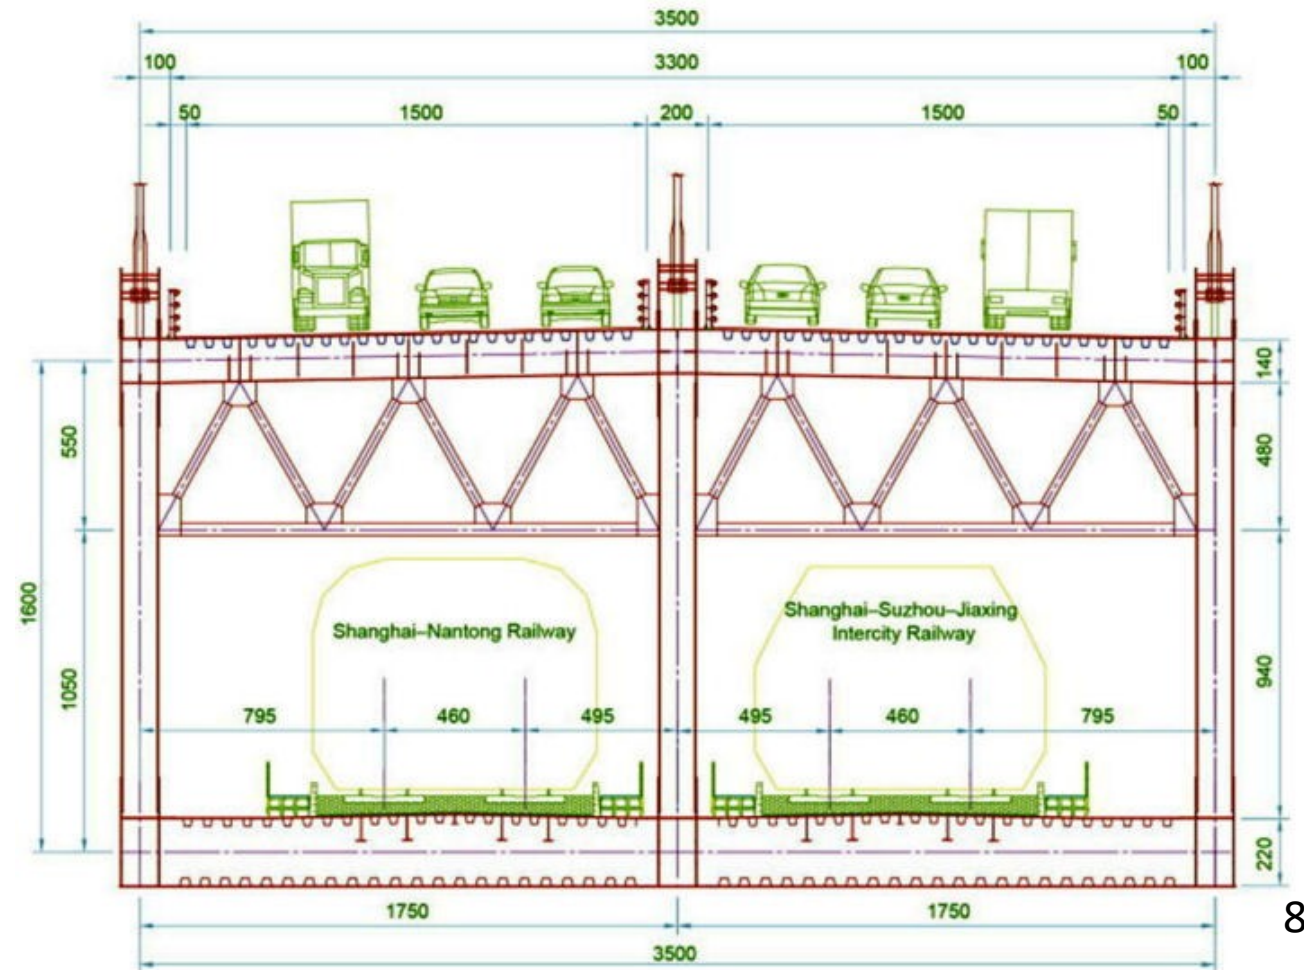 3500
100 3300 100
50 1500 200 1500 50
140
550 480
1600
Shanghai–Nantong Railway
Shanghai–Suzhou–Jiaxing
Intercity Railway
1050 940
795 460 495 495 460 795
220
1750 1750
8
3500